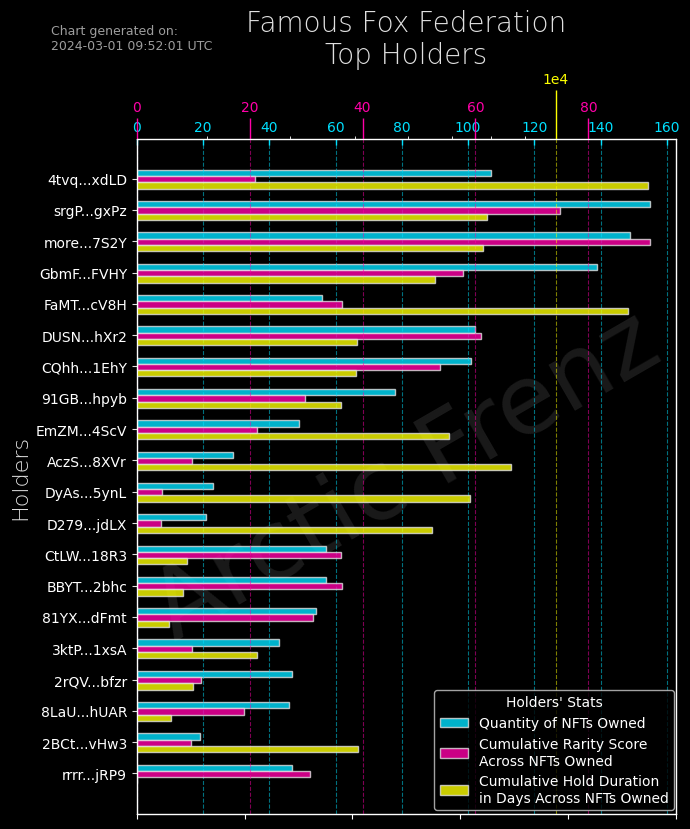 Chart generated on:
2024-03-01 09:52:01 UTC
Famous Fox Federation
Top Holders
1e4
0 20 40 60 80
0 20 40 60 80 100 120 140 160
4tvq...xdLD
srgP...gxPz
more...7S2Y
GbmF...FVHY
FaMT...cV8H
DUSN...hXr2
CQhh...1EhY
91GB...hpyb
EmZM...4ScV
AczS...8XVr
DyAs...5ynL
D279...jdLX
CtLW...18R3
BBYT...2bhc
81YX...dFmt
3ktP...1xsA
2rQV...bfzr
8LaU...hUAR
2BCt...vHw3
rrrr...jRP9
Holders
Arctic Frenz
Holders' Stats
Quantity of NFTs Owned
Cumulative Rarity Score
Across NFTs Owned
Cumulative Hold Duration
in Days Across NFTs Owned